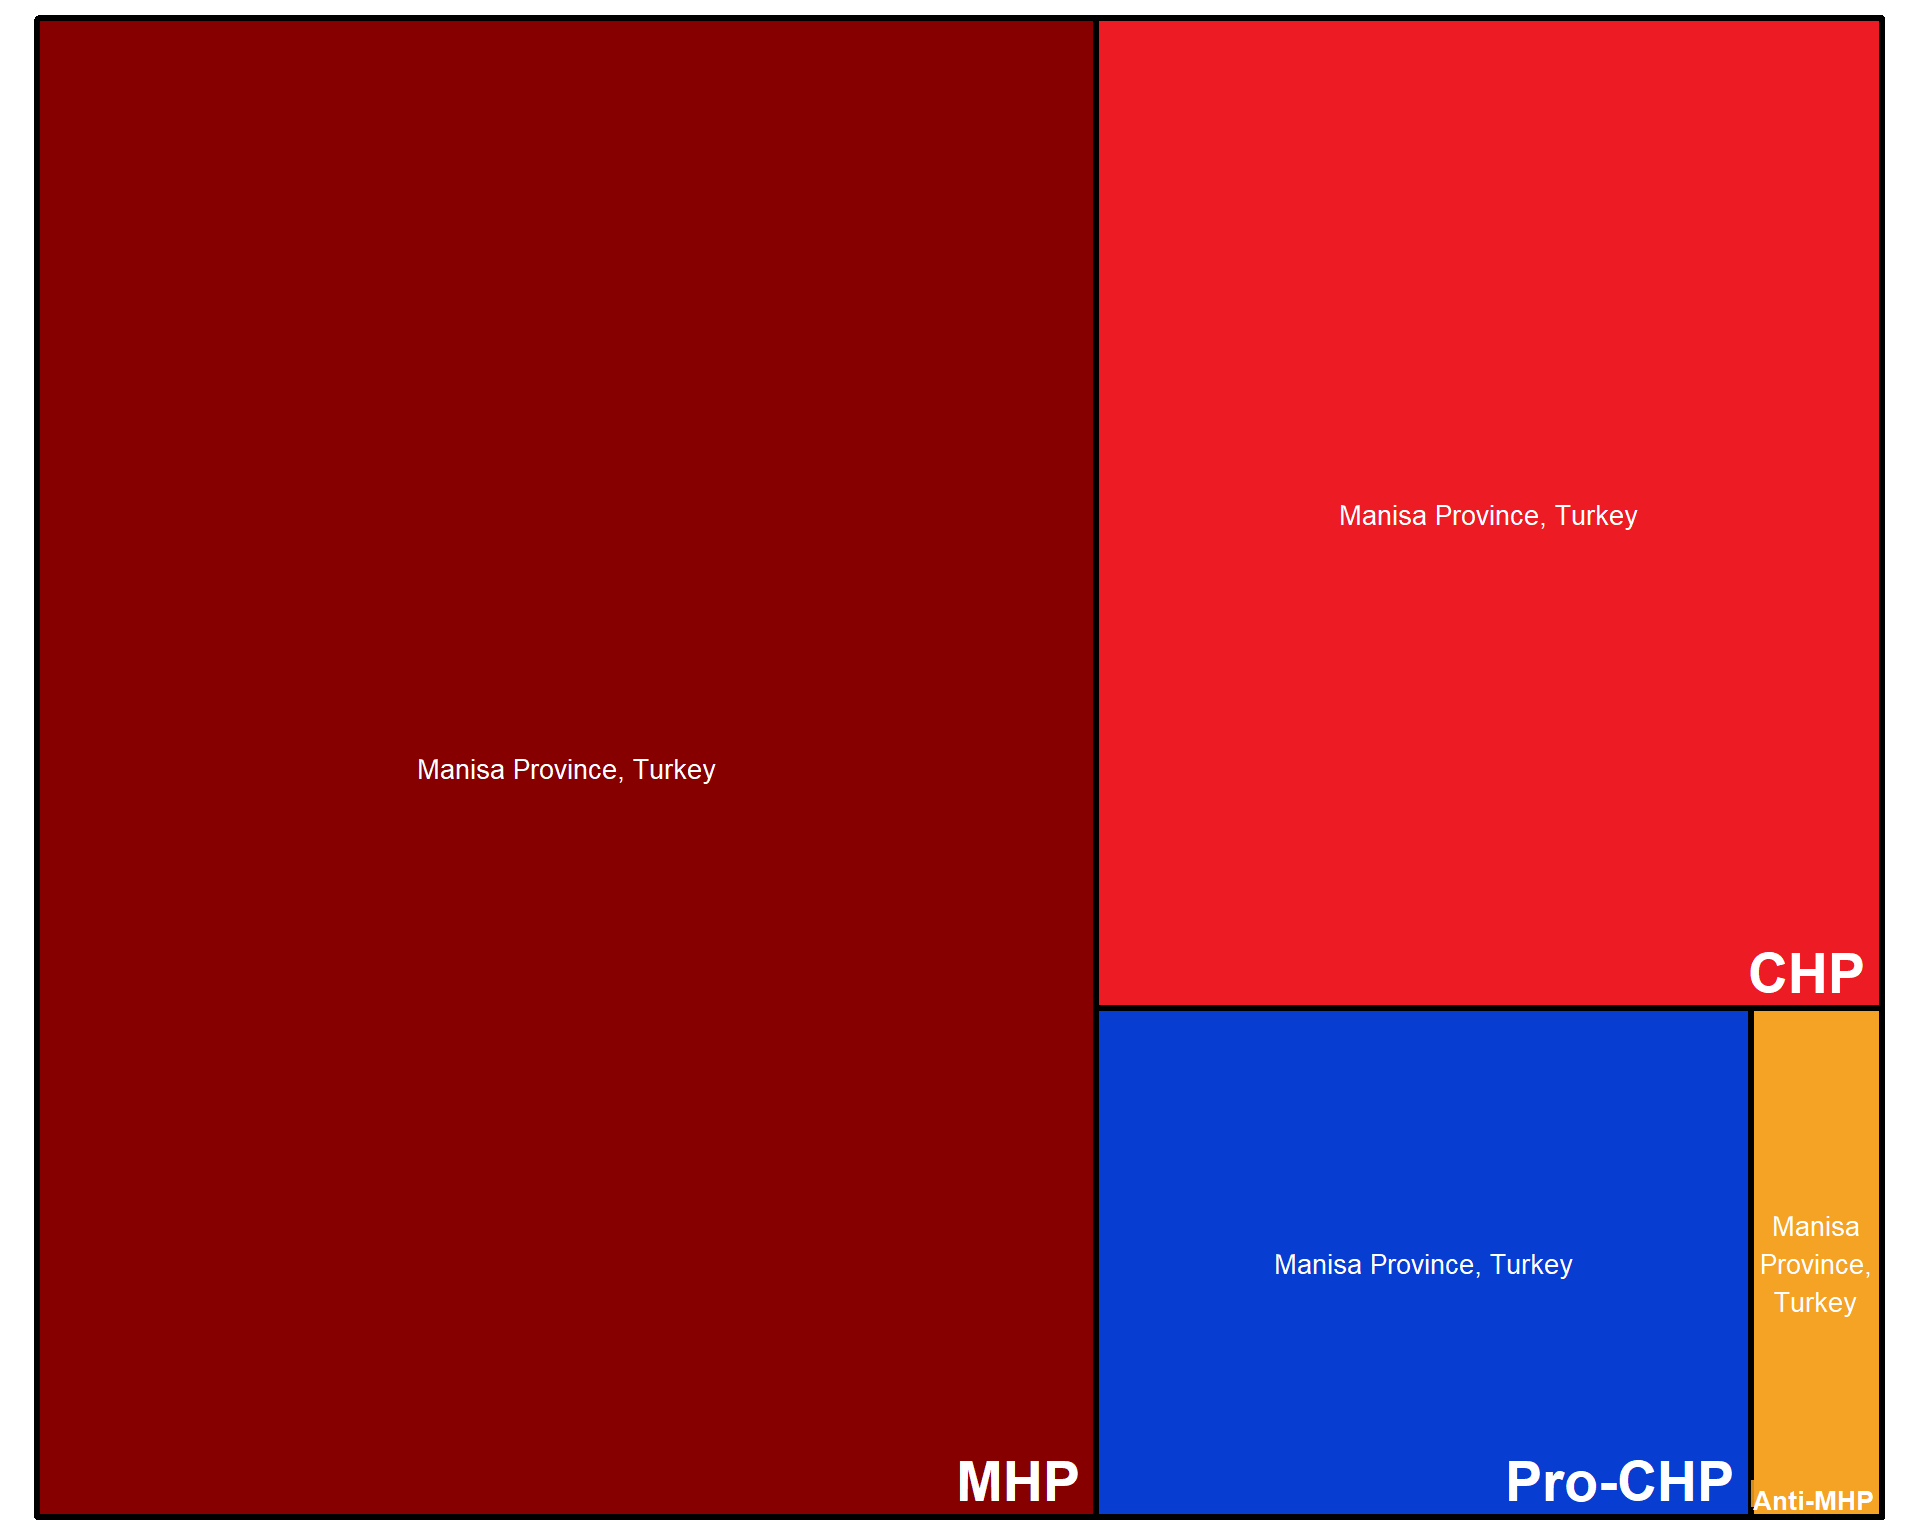 Manisa Province, Turkey
MHP
Manisa Province, Turkey
CHP
Manisa Province, Turkey
Pro-CHP
Manisa
Province,
Turkey
Anti-MHP